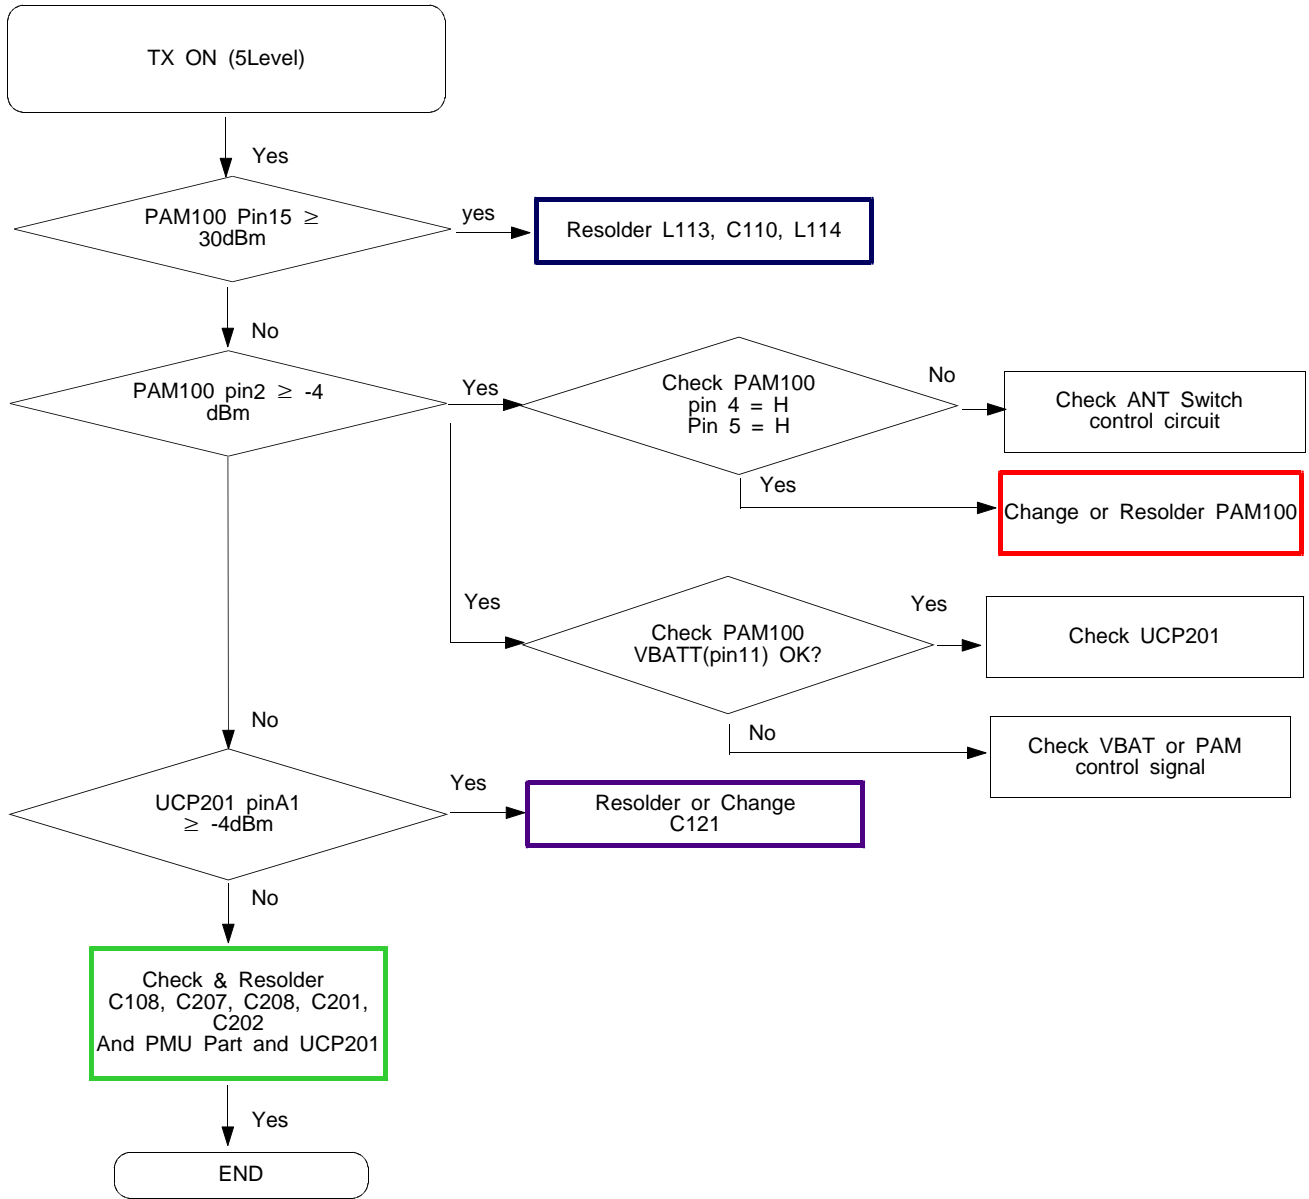 TX ON (5Level)
Yes
PAM100 Pin15 ≥
30dBm
yes
Resolder L113, C110, L114
No
PAM100 pin2 ≥ -4
dBm
Yes
Check PAM100
pin 4 = H
Pin 5 = H
No
Check ANT Switch
control circuit
Yes
Change or Resolder PAM100
Yes
Check PAM100
VBATT(pin11) OK?
Yes
Check UCP201
No
Check VBAT or PAM
control signal
No
UCP201 pinA1
≥ -4dBm
Yes
Resolder or Change
C121
No
Check & Resolder
C108, C207, C208, C201,
C202
And PMU Part and UCP201
Yes
END